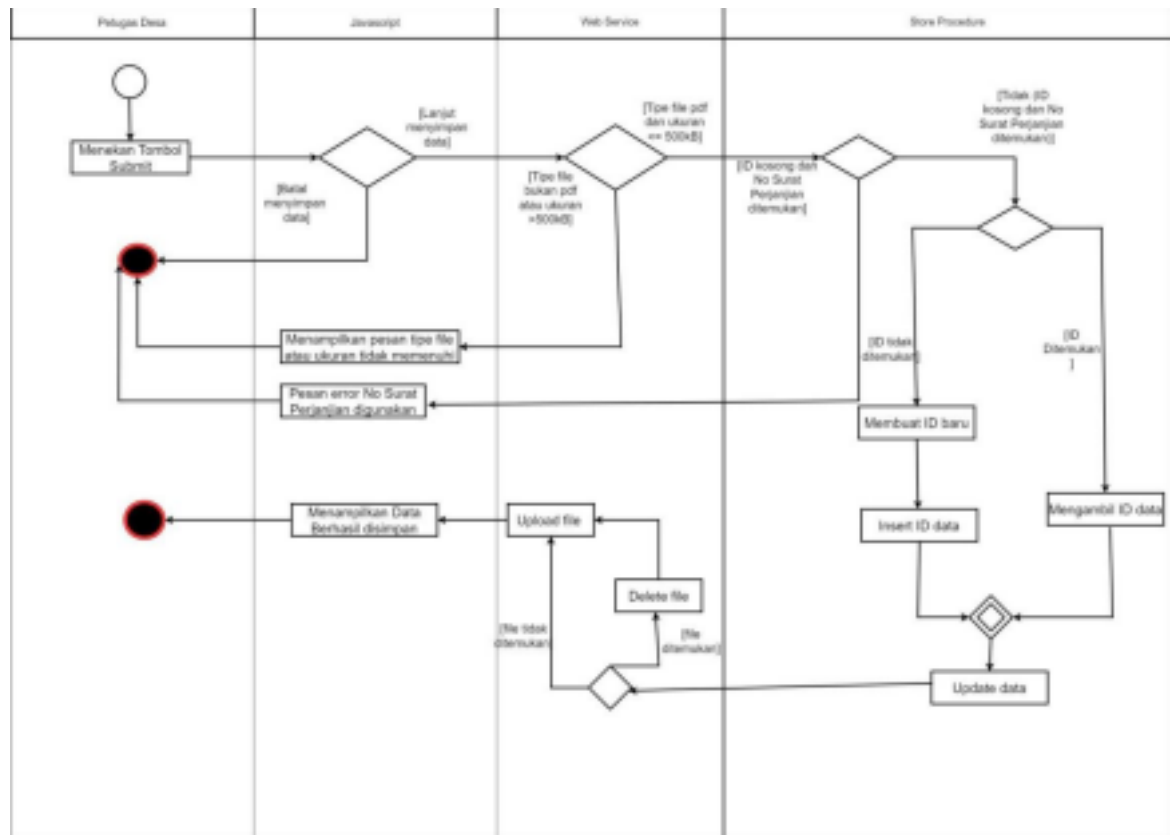 Petugas Desa
Javascript
Web Service
Store Procedure
[Lanjut
menyimpan
data]
[Tipe file pdf
dan ukuran
<= 500kB]
[Tidak (ID
kosong dan No
Surat Perjanjian
ditemukan)]
Menekan Tombol
Submit
[Batal
menyimpan
data]
[Tipe file
bukan pdf
atau ukuran
>500kB]
[ID kosong dan
No Surat
Perjanjian
ditemukan]
Menampilkan pesan tipe file
atau ukuran tidak memenuhi
[ID tidak
ditemukan]
[ID
Ditemukan
]
Pesan error No Surat
Perjanjian digunakan
Membuat ID baru
Menampilkan Data
Berhasil disimpan
Upload file
Insert ID data
Mengambil ID data
Delete file
[file tidak
ditemukan]
[file
ditemukan]
Update data